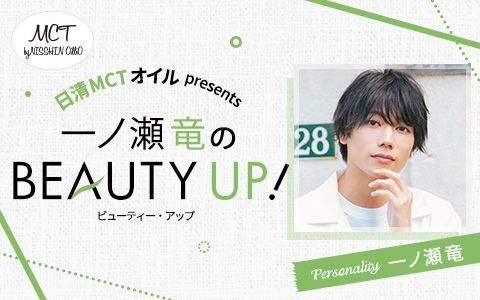 MCT
by NISSHIN OilliO
日清MCTオイル presents
一ノ瀬 竜の
BEAUTY UP!
ビューティー・アップ
28
Personality 一ノ瀬 竜